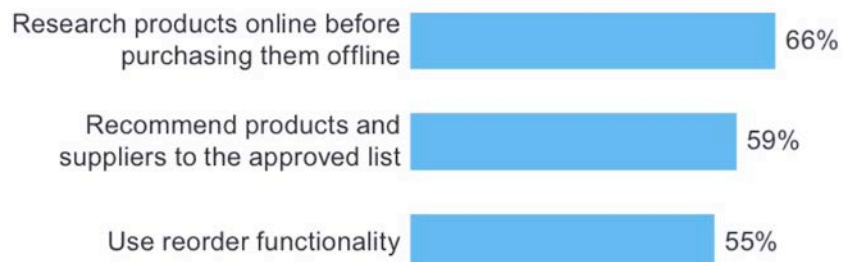 Research products online before
purchasing them offline
66%
Recommend products and
suppliers to the approved list
59%
Use reorder functionality
55%